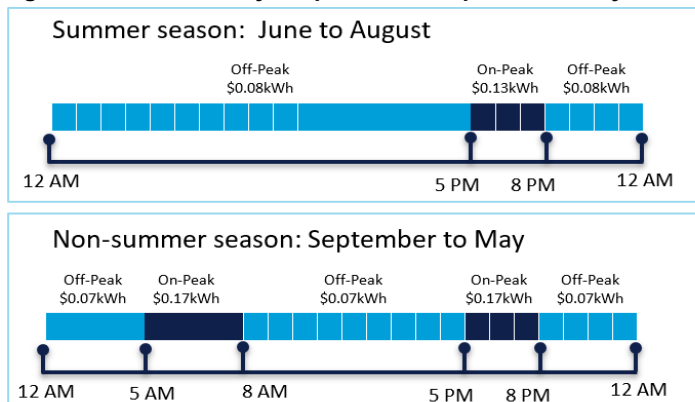 Summer season:  June to August
Off-Peak On-Peak Off-Peak
$0.08kWh $0.13kWh $0.08kWh
12 AM 5 PM 8 PM 12 AM
Non-summer season: September to May
Off-Peak On-Peak Off-Peak On-Peak Off-Peak
$0.07kWh $0.17kWh $0.07kWh $0.17kWh $0.07kWh
12 AM 5 AM 8 AM 5 PM 8 PM 12 AM